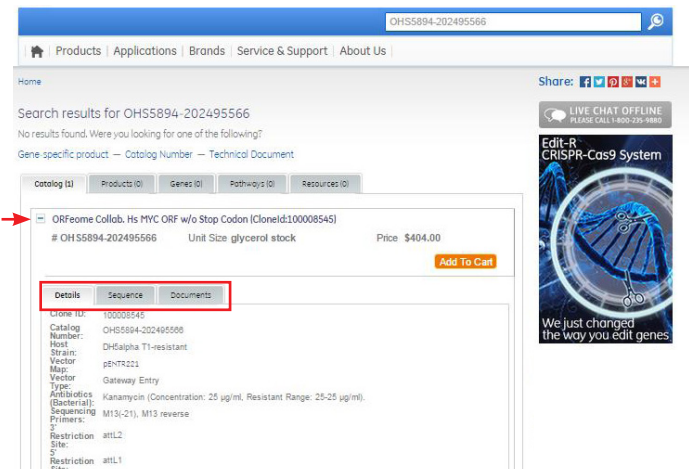 OHS5894-202495566
Products | Applications | Brands | Service & Support | About Us
Home
Share:
Search results for OHS5894-202495566
No results found. Were you looking for one of the following?
Gene-specific product — Catalog Number — Technical Document
LIVE CHAT OFFLINE
PLEASE CALL 1-800-235-9880
Edit-R
CRISPR-Cas9 System
Catalog (1) Products (0) Genes (0) Pathways (0) Resources (0)
ORFeome Collab. Hs MYC ORF w/o Stop Codon (CloneId:100008545)
# OHS5894-202495566 Unit Size glycerol stock Price $404.00
Add To Cart
Details Sequence Documents
We just changed
the way you edit genes
Clone ID: 100008545
Catalog
Number: OHS5894-202495566
Host
Strain: DH5alpha T1-resistant
Vector
Map: pENTR221
Vector
Type: Gateway Entry
Antibiotics
(Bacterial): Kanamycin (Concentration: 25 µg/ml, Resistant Range: 25-25 µg/ml).
Sequencing
Primers: M13(-21), M13 reverse
3'
Restriction attL2
Site:
5'
Restriction attL1
Site: